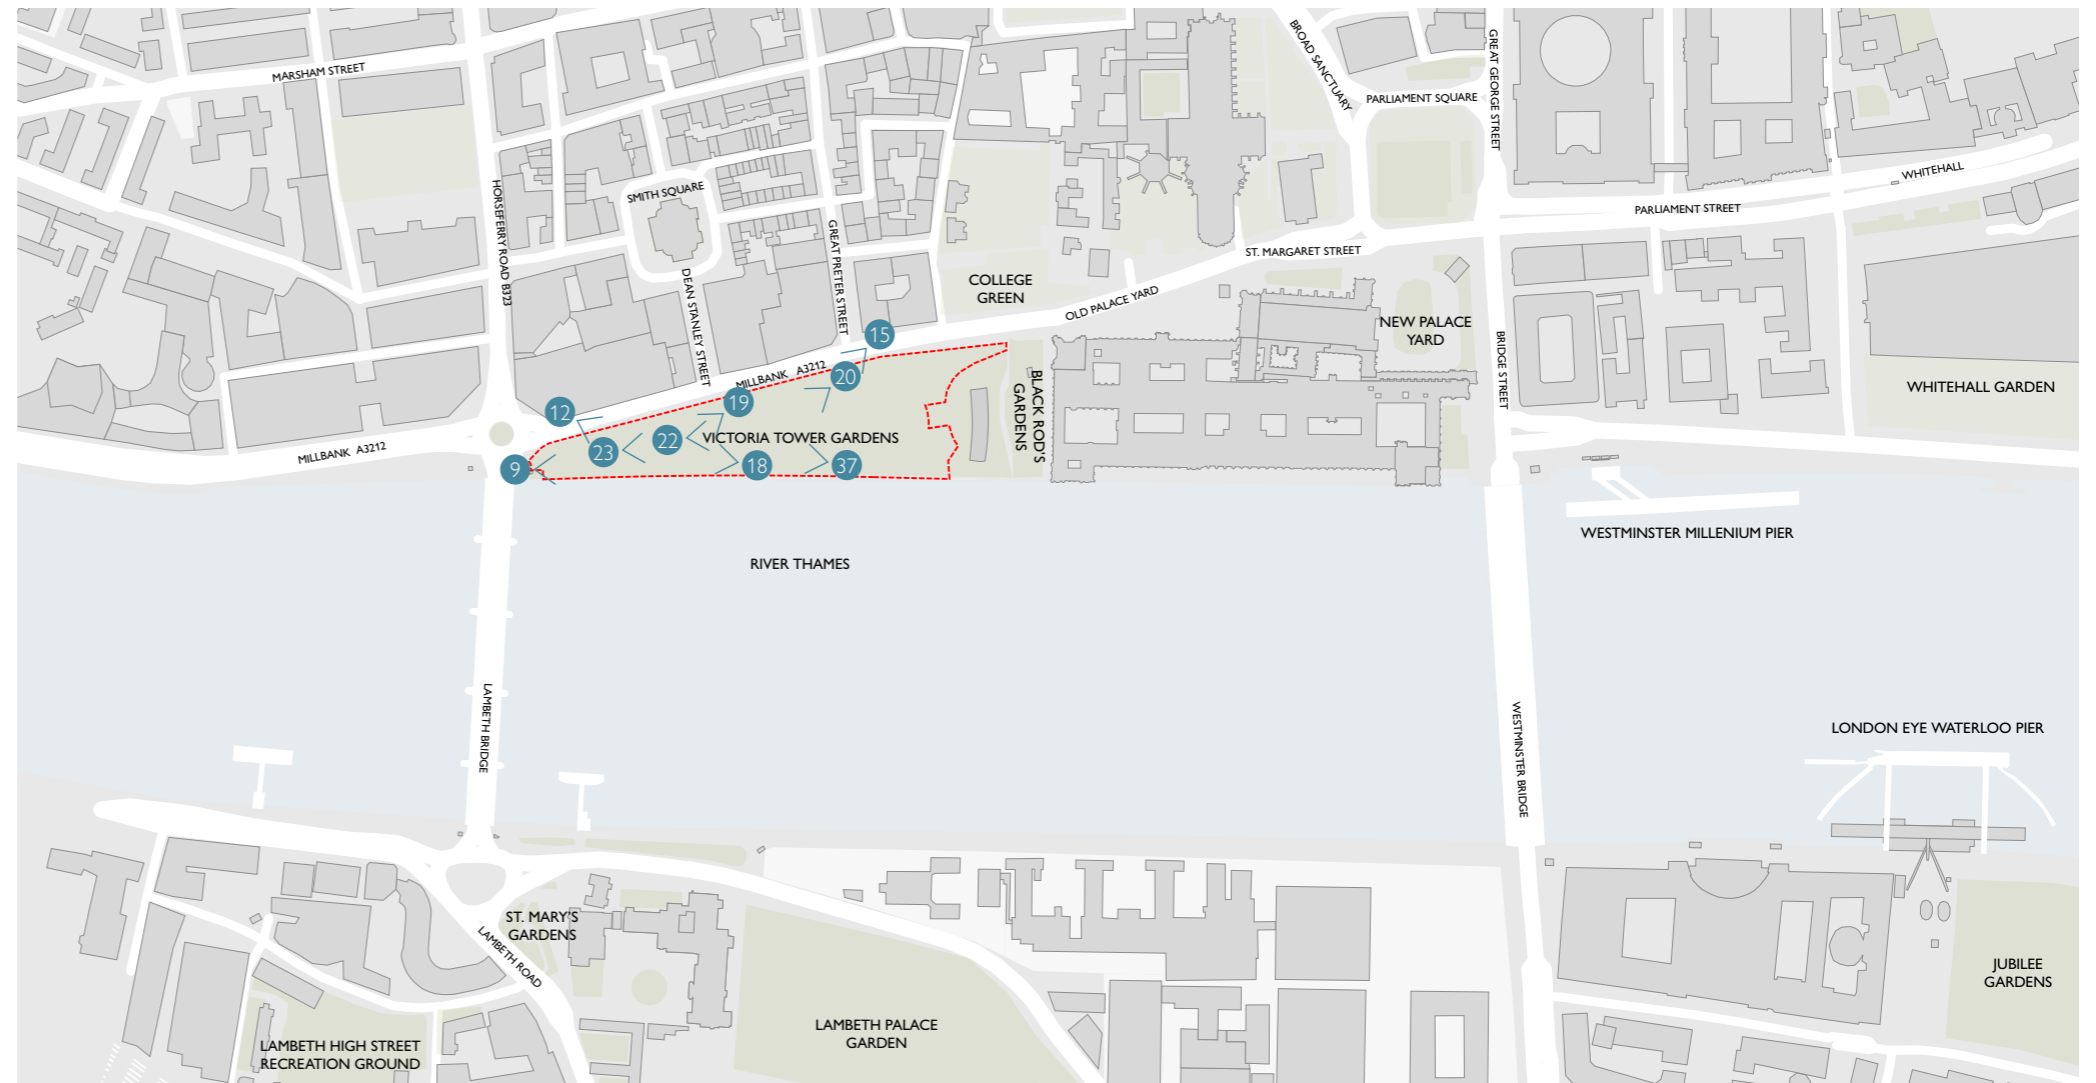 BROAD SANCTUARY
GREAT GEORGE STREET
MARSHAM STREET
PARLIAMENT SQUARE
WHITEHALL
SMITH SQUARE
PARLIAMENT STREET
HORSEFERRY ROAD B323
GREAT PRETER STREET
ST. MARGARET STREET
DEAN STANLEY STREET
COLLEGE
GREEN
OLD PALACE YARD
NEW PALACE
YARD
15
MILLBANK A3212
20
BLACK ROD'S
GARDENS
BRIDGE STREET
WHITEHALL GARDEN
12
19
22
VICTORIA TOWER GARDENS
MILLBANK A3212
23
9
18
37
WESTMINSTER MILLENIUM PIER
RIVER THAMES
LAMBETH BRIDGE
WESTMINSTER BRIDGE
LONDON EYE WATERLOO PIER
ST. MARY'S
GARDENS
LAMBETH ROAD
JUBILEE
GARDENS
LAMBETH PALACE
GARDEN
LAMBETH HIGH STREET
RECREATION GROUND